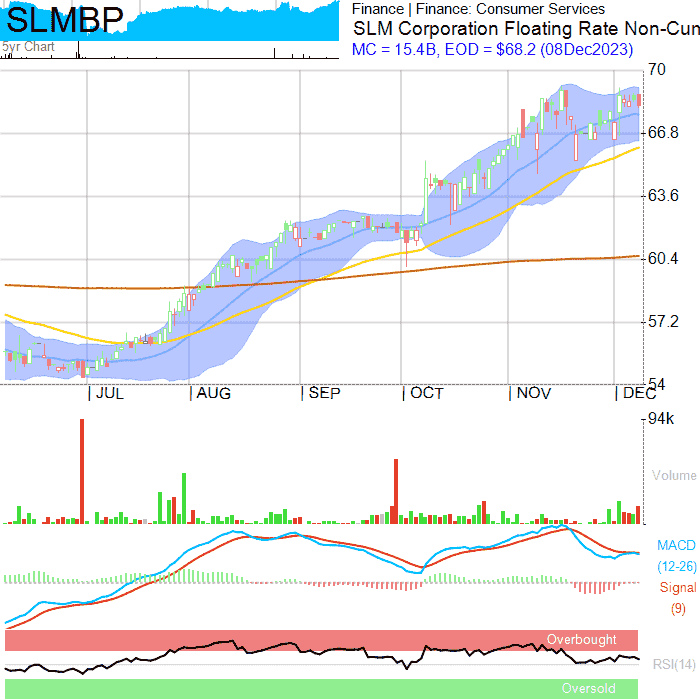 SLMBP
5yr Chart
Finance | Finance: Consumer Services
SLM Corporation Floating Rate Non-Cun
MC = 15.4B, EOD = $68.2 (08Dec2023)
70
66.8
63.6
60.4
57.2
54
JUL
AUG
SEP
OCT
NOV
DEC
94k
Volume
MACD
(12-26)
Signal
(9)
Overbought
RSI(14)
Oversold